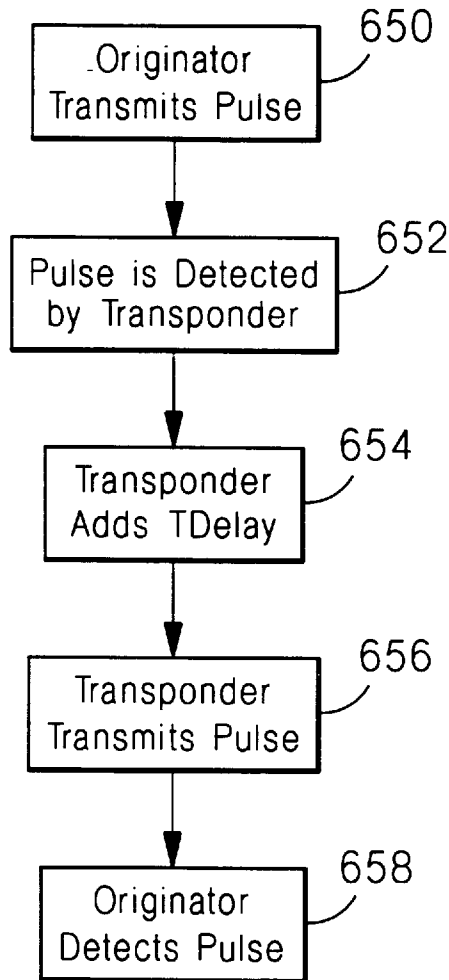 650
Originator
Transmits Pulse
652
Pulse is Detected
by Transponder
654
Transponder
Adds TDelay
656
Transponder
Transmits Pulse
658
Originator
Detects Pulse